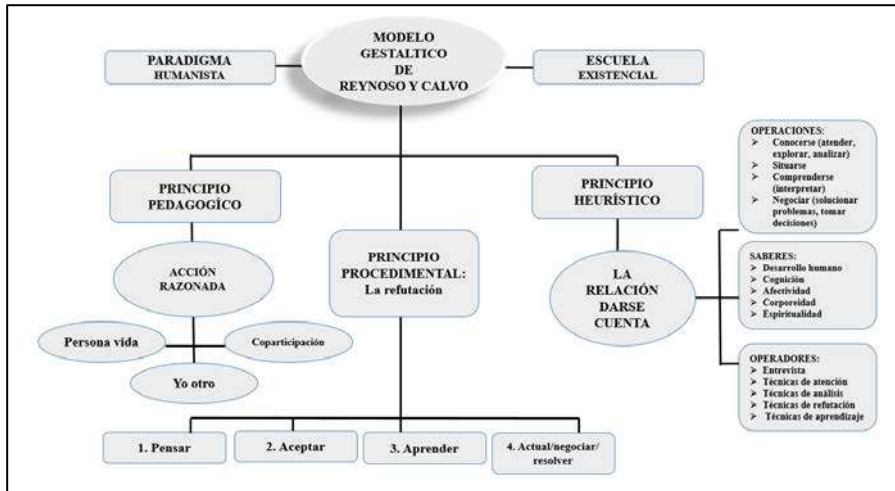 MODELO
GESTALTICO
DE
REYNOSO Y CALVO
PARADIGMA
HUMANISTA
ESCUELA
EXISTENCIAL
PRINCIPIO
PEDAGOGÍCO
ACCIÓN
RAZONADA
Persona vida
Coparticipación
Yo otro
PRINCIPIO
PROCEDIMENTAL:
La refutación
1. Pensar
2. Aceptar
3. Aprender
4. Actual/negociar/
resolver
PRINCIPIO
HEURÍSTICO
LA
RELACIÓN
DARSE
CUENTA
OPERACIONES:
➤ Conocerse (atender,
explorar, analizar)
➤ Situarse
➤ Comprenderse
(interpretar)
➤ Negociar (solucionar
problemas, tomar
decisiones)
SABERES:
➤ Desarrollo humano
➤ Cognición
➤ Afectividad
➤ Corporeidad
➤ Espiritualidad
OPERADORES:
➤ Entrevista
➤ Técnicas de atención
➤ Técnicas de análisis
➤ Técnicas de refutación
➤ Técnicas de aprendizaje